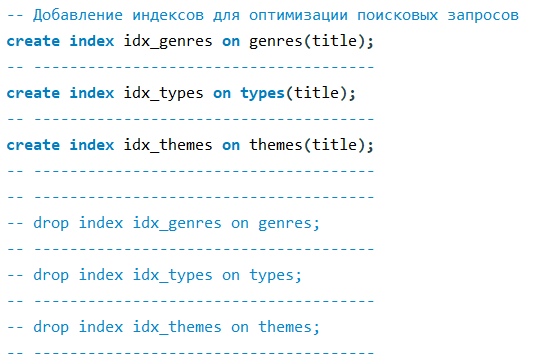 -- Добавление индексов для оптимизации поисковых запросов
create index idx_genres on genres(title);
-- --------------------------------------
create index idx_types on types(title);
-- --------------------------------------
create index idx_themes on themes(title);
-- --------------------------------------
-- --------------------------------------
-- drop index idx_genres on genres;
-- --------------------------------------
-- drop index idx_types on types;
-- --------------------------------------
-- drop index idx_themes on themes;
-- --------------------------------------